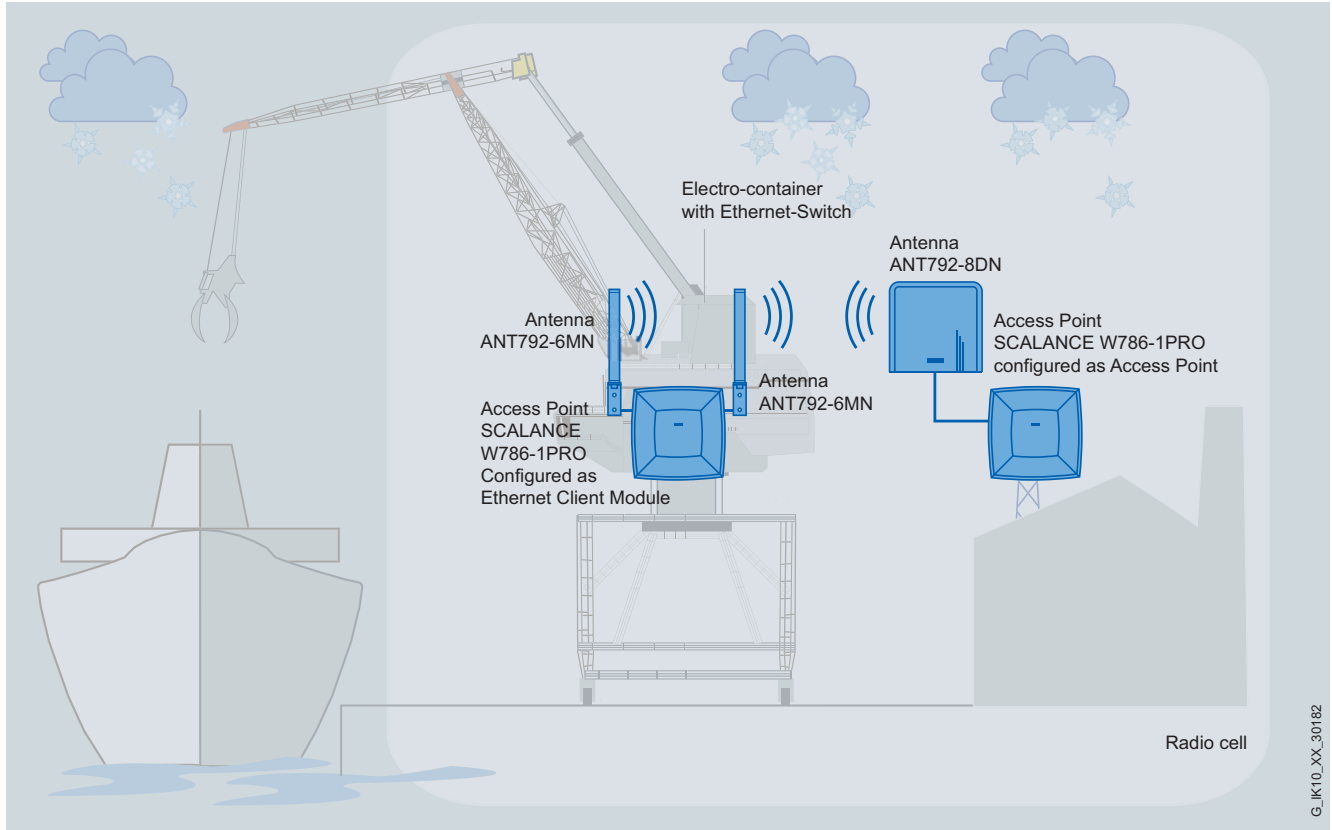 Electro-container
with Ethernet-Switch
Antenna
ANT792-8DN
Antenna
ANT792-6MN
Access Point
SCALANCE W786-1PRO
configured as Access Point
Antenna
ANT792-6MN
Access Point
SCALANCE
W786-1PRO
Configured as
Ethernet Client Module
Radio cell
G_IK10_XX_30182